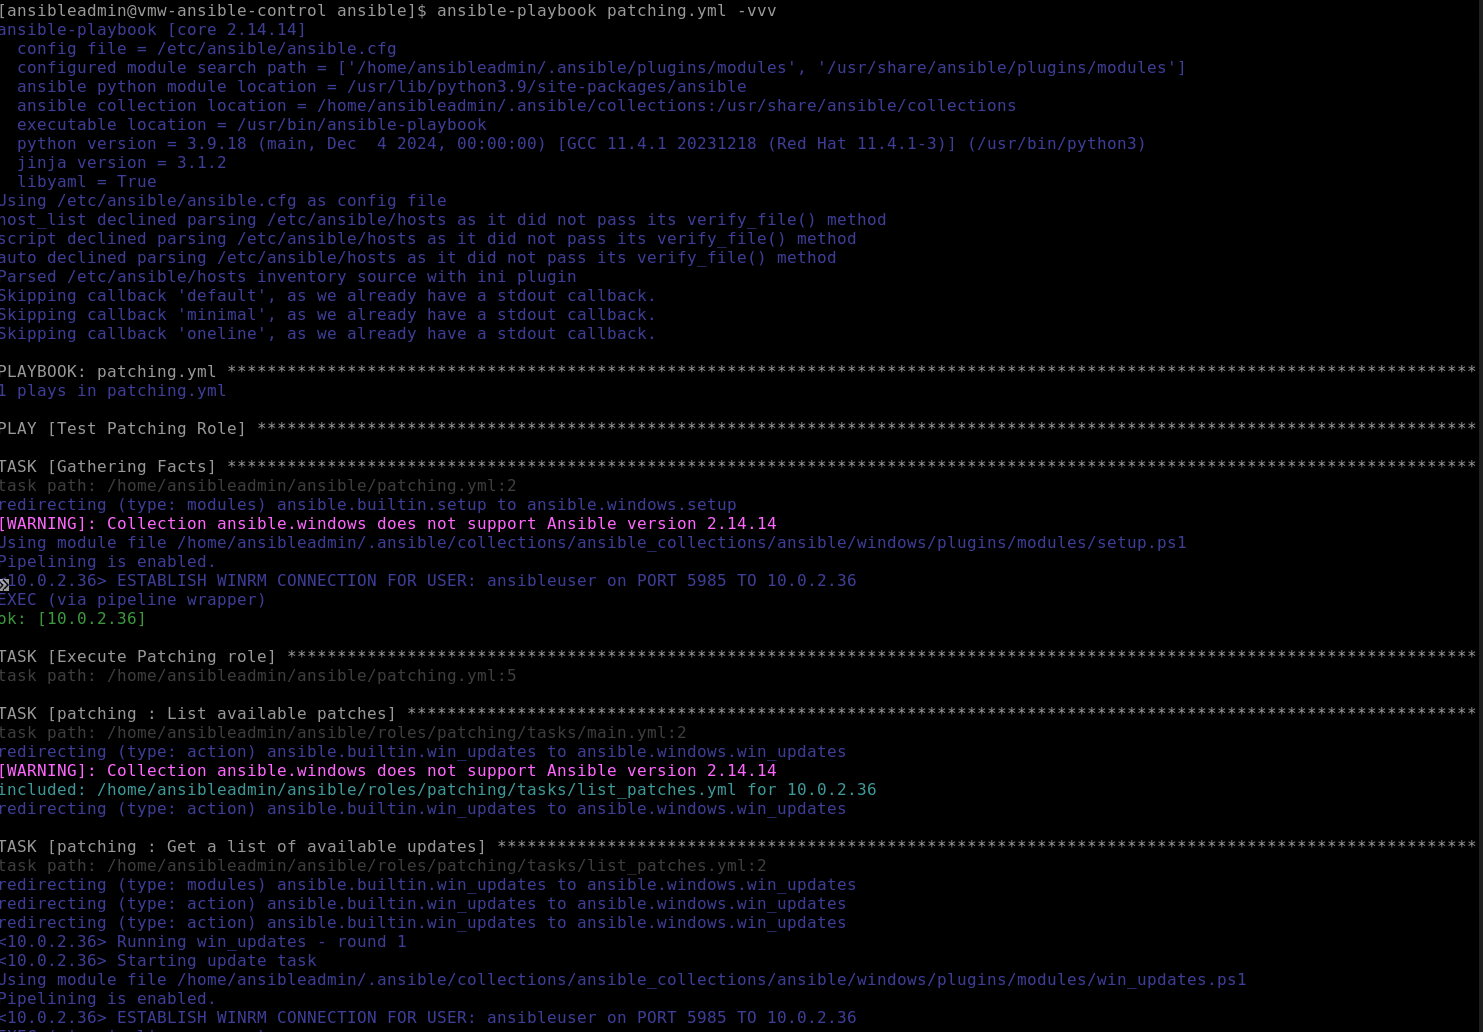 [ansibleadmin@vmw-ansible-control ansible]$ ansible-playbook patching.yml -vvv
ansible-playbook [core 2.14.14]
  config file = /etc/ansible/ansible.cfg
  configured module search path = ['/home/ansibleadmin/.ansible/plugins/modules', '/usr/share/ansible/plugins/modules']
  ansible python module location = /usr/lib/python3.9/site-packages/ansible
  ansible collection location = /home/ansibleadmin/.ansible/collections:/usr/share/ansible/collections
  executable location = /usr/bin/ansible-playbook
  python version = 3.9.18 (main, Dec  4 2024, 00:00:00) [GCC 11.4.1 20231218 (Red Hat 11.4.1-3)] (/usr/bin/python3)
  jinja version = 3.1.2
  libyaml = True
Using /etc/ansible/ansible.cfg as config file
host_list declined parsing /etc/ansible/hosts as it did not pass its verify_file() method
script declined parsing /etc/ansible/hosts as it did not pass its verify_file() method
auto declined parsing /etc/ansible/hosts as it did not pass its verify_file() method
Parsed /etc/ansible/hosts inventory source with ini plugin
Skipping callback 'default', as we already have a stdout callback.
Skipping callback 'minimal', as we already have a stdout callback.
Skipping callback 'oneline', as we already have a stdout callback.
PLAYBOOK: patching.yml *****************************************************************************************************************************
1 plays in patching.yml
PLAY [Test Patching Role] **************************************************************************************************************************
TASK [Gathering Facts] *****************************************************************************************************************************
task path: /home/ansibleadmin/ansible/patching.yml:2
redirecting (type: modules) ansible.builtin.setup to ansible.windows.setup
[WARNING]: Collection ansible.windows does not support Ansible version 2.14.14
Using module file /home/ansibleadmin/.ansible/collections/ansible_collections/ansible/windows/plugins/modules/setup.ps1
Pipelining is enabled.
<10.0.2.36> ESTABLISH WINRM CONNECTION FOR USER: ansibleuser on PORT 5985 TO 10.0.2.36
EXEC (via pipeline wrapper)
ok: [10.0.2.36]
TASK [Execute Patching role] ***********************************************************************************************************************
task path: /home/ansibleadmin/ansible/patching.yml:5
TASK [patching : List available patches] ***********************************************************************************************************
task path: /home/ansibleadmin/ansible/roles/patching/tasks/main.yml:2
redirecting (type: action) ansible.builtin.win_updates to ansible.windows.win_updates
[WARNING]: Collection ansible.windows does not support Ansible version 2.14.14
included: /home/ansibleadmin/ansible/roles/patching/tasks/list_patches.yml for 10.0.2.36
redirecting (type: action) ansible.builtin.win_updates to ansible.windows.win_updates
TASK [patching : Get a list of available updates] **************************************************************************************************
task path: /home/ansibleadmin/ansible/roles/patching/tasks/list_patches.yml:2
redirecting (type: modules) ansible.builtin.win_updates to ansible.windows.win_updates
redirecting (type: action) ansible.builtin.win_updates to ansible.windows.win_updates
redirecting (type: action) ansible.builtin.win_updates to ansible.windows.win_updates
<10.0.2.36> Running win_updates - round 1
<10.0.2.36> Starting update task
Using module file /home/ansibleadmin/.ansible/collections/ansible_collections/ansible/windows/plugins/modules/win_updates.ps1
Pipelining is enabled.
<10.0.2.36> ESTABLISH WINRM CONNECTION FOR USER: ansibleuser on PORT 5985 TO 10.0.2.36